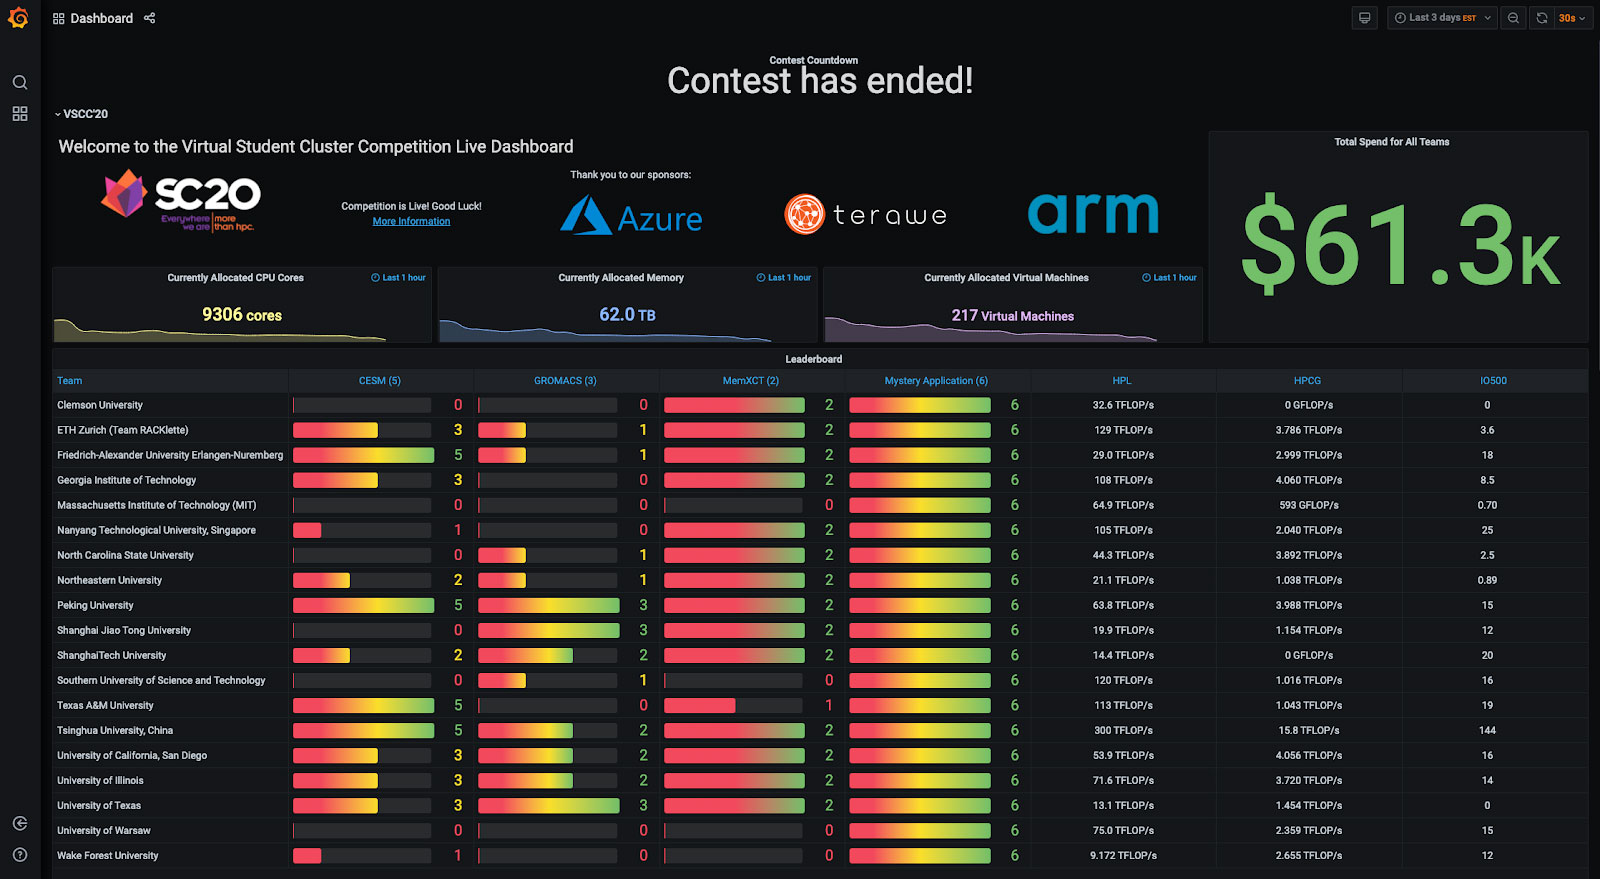 Dashboard
Last 3 days EST
30s
Contest Countdown
Contest has ended!
VSCC'20
Welcome to the Virtual Student Cluster Competition Live Dashboard
SC20
Everywhere we are | more than hpc.
Competition is Live! Good Luck!
More Information
Thank you to our sponsors:
Azure
terawe
arm
Total Spend for All Teams
$61.3K
Currently Allocated CPU Cores Last 1 hour
9306 cores
Currently Allocated Memory Last 1 hour
62.0 TB
Currently Allocated Virtual Machines Last 1 hour
217 Virtual Machines
Leaderboard
Team CESM (5) GROMACS (3) MemXCT (2) Mystery Application (6) HPL HPCG IO500
Clemson University 0 0 2 6 32.6 TFLOP/s 0 GFLOP/s 0
ETH Zurich (Team RACKlette) 3 1 2 6 129 TFLOP/s 3.786 TFLOP/s 3.6
Friedrich-Alexander University Erlangen-Nuremberg 5 1 2 6 29.0 TFLOP/s 2.999 TFLOP/s 18
Georgia Institute of Technology 3 0 2 6 108 TFLOP/s 4.060 TFLOP/s 8.5
Massachusetts Institute of Technology (MIT) 0 0 0 6 64.9 TFLOP/s 593 GFLOP/s 0.70
Nanyang Technological University, Singapore 1 0 2 6 105 TFLOP/s 2.040 TFLOP/s 25
North Carolina State University 0 1 2 6 44.3 TFLOP/s 3.892 TFLOP/s 2.5
Northeastern University 2 1 2 6 21.1 TFLOP/s 1.038 TFLOP/s 0.89
Peking University 5 3 2 6 63.8 TFLOP/s 3.988 TFLOP/s 15
Shanghai Jiao Tong University 0 3 2 6 19.9 TFLOP/s 1.154 TFLOP/s 12
ShanghaiTech University 2 2 2 6 14.4 TFLOP/s 0 GFLOP/s 20
Southern University of Science and Technology 0 1 0 6 120 TFLOP/s 1.016 TFLOP/s 16
Texas A&M University 5 0 1 6 113 TFLOP/s 1.043 TFLOP/s 19
Tsinghua University, China 5 2 2 6 300 TFLOP/s 15.8 TFLOP/s 144
University of California, San Diego 3 2 2 6 53.9 TFLOP/s 4.056 TFLOP/s 16
University of Illinois 3 2 2 6 71.6 TFLOP/s 3.720 TFLOP/s 14
University of Texas 3 3 2 6 13.1 TFLOP/s 1.454 TFLOP/s 0
University of Warsaw 0 0 0 6 75.0 TFLOP/s 2.359 TFLOP/s 15
Wake Forest University 1 0 0 6 9.172 TFLOP/s 2.655 TFLOP/s 12